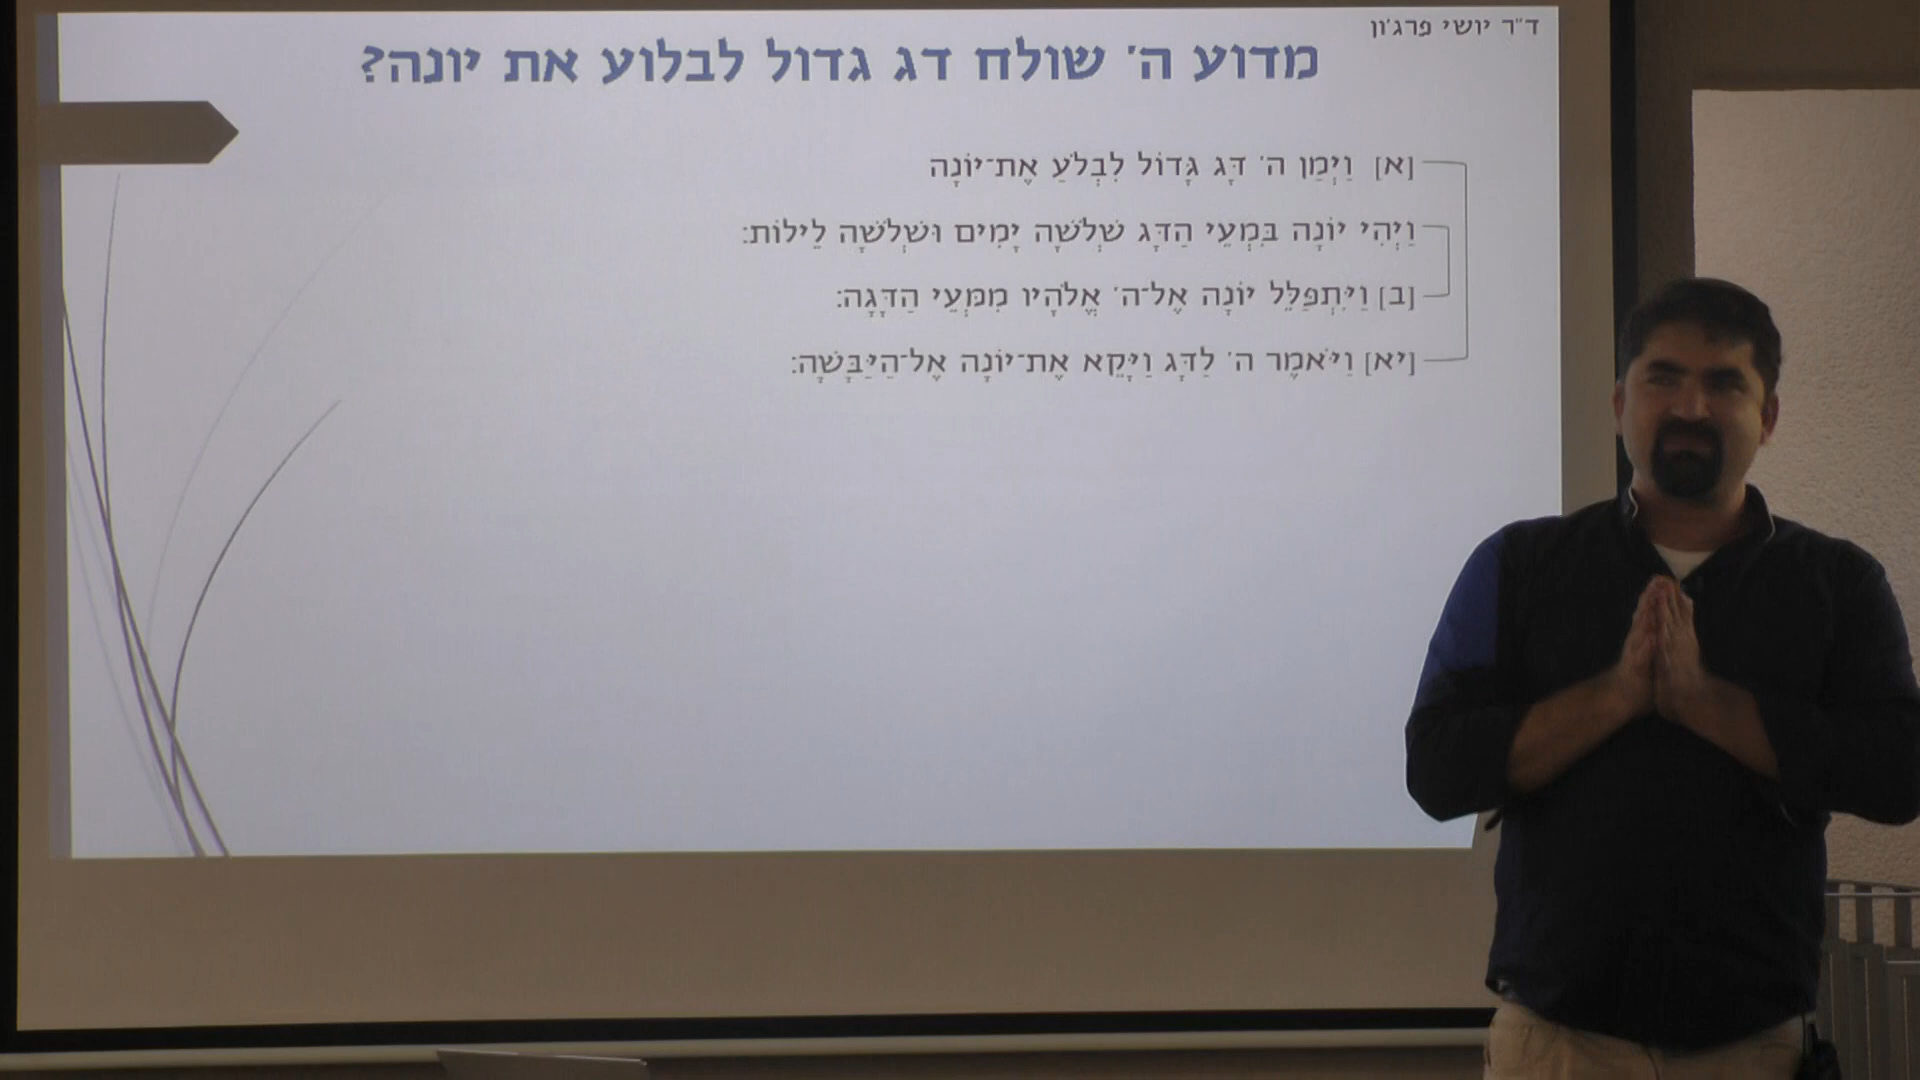 ד"ר יושי פרג'ון
מדוע ה' שולח דג גדול לבלוע את יונה?
[א] וַיְמַן ה' דָּג גָּדוֹל לִבְלֹעַ אֶת־יוֹנָה
וַיְהִי יוֹנָה בִּמְעֵי הַדָּג שְׁלֹשָׁה יָמִים וּשְׁלֹשָׁה לֵילוֹת:
[ב] וַיִּתְפַּלֵּל יוֹנָה אֶל־ה' אֱלֹהָיו מִמְּעֵי הַדָּגָה:
[יא] וַיֹּאמֶר ה' לַדָּג וַיָּקֵא אֶת־יוֹנָה אֶל־הַיַּבָּשָׁה: